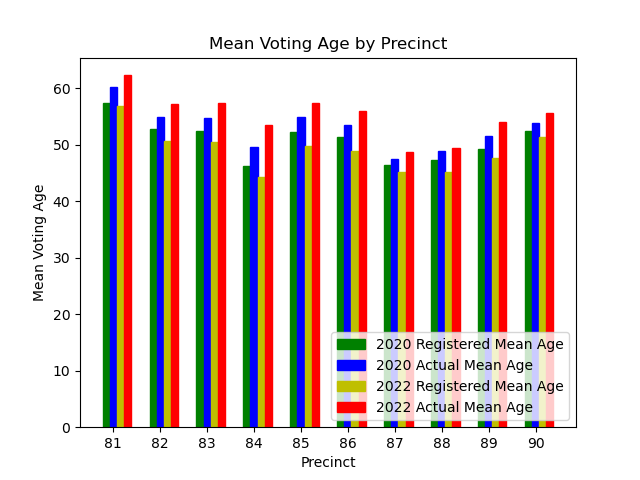 Mean Voting Age by Precinct
Mean Voting Age
60
50
40
30
20
10
0
2020 Registered Mean Age
2020 Actual Mean Age
2022 Registered Mean Age
2022 Actual Mean Age
81 82 83 84 85 86 87 88 89 90
Precinct